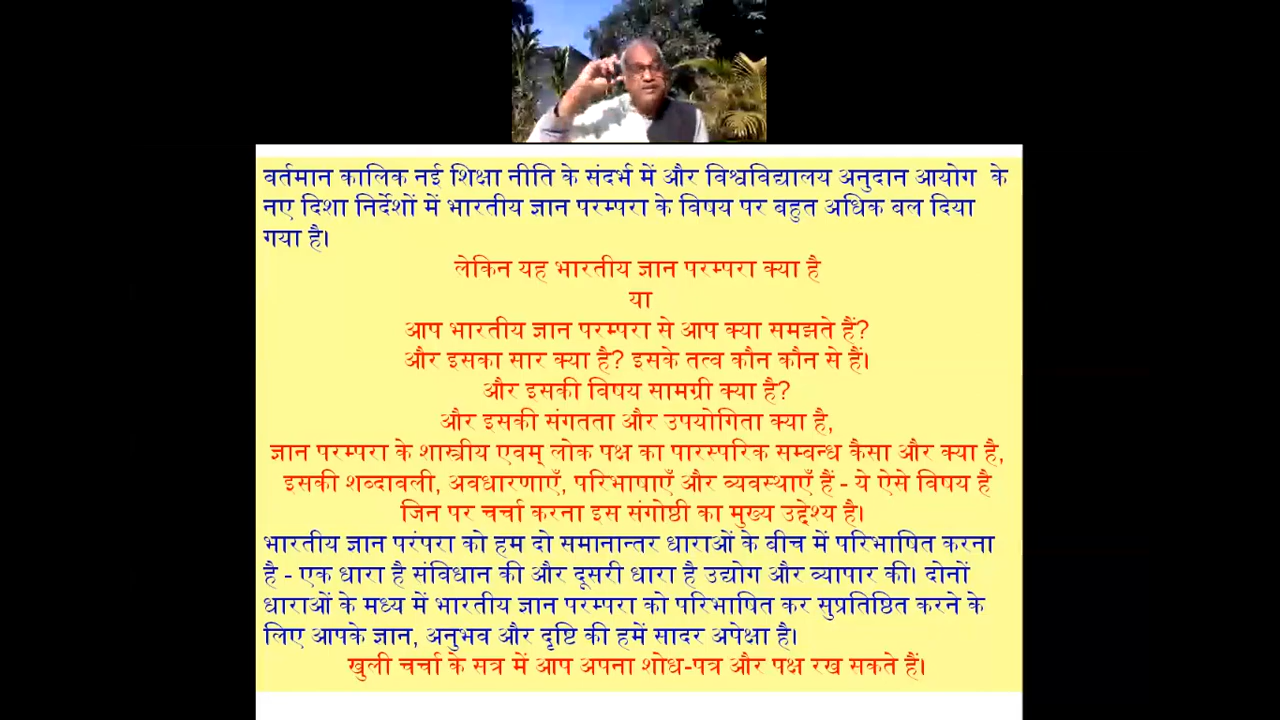 वर्तमान कालिक नई शिक्षा नीति के संदर्भ में और विश्वविद्यालय अनुदान आयोग के
नए दिशा निर्देशों में भारतीय ज्ञान परम्परा के विषय पर बहुत अधिक बल दिया
गया है।
लेकिन यह भारतीय ज्ञान परम्परा क्या है
या
आप भारतीय ज्ञान परम्परा से आप क्या समझते हैं?
और इसका सार क्या है? इसके तत्व कौन कौन से हैं।
और इसकी विषय सामग्री क्या है?
और इसकी संगतता और उपयोगिता क्या है,
ज्ञान परम्परा के शास्त्रीय एवम् लोक पक्ष का पारस्परिक सम्वन्ध कैसा और क्या है,
इसकी शब्दावली, अवधारणाएँ, परिभाषाएँ और व्यवस्थाएँ हैं - ये ऐसे विषय है
जिन पर चर्चा करना इस संगोष्ठी का मुख्य उद्देश्य है।
भारतीय ज्ञान परंपरा को हम दो समानान्तर धाराओं के बीच में परिभाषित करना
है - एक धारा है संविधान की और दूसरी धारा है उद्योग और व्यापार की। दोनों
धाराओं के मध्य में भारतीय ज्ञान परम्परा को परिभाषित कर सुप्रतिष्ठित करने के
लिए आपके ज्ञान, अनुभव और दृष्टि की हमें सादर अपेक्षा है।
खुली चर्चा के सत्र में आप अपना शोध-पत्र और पक्ष रख सकते हैं।